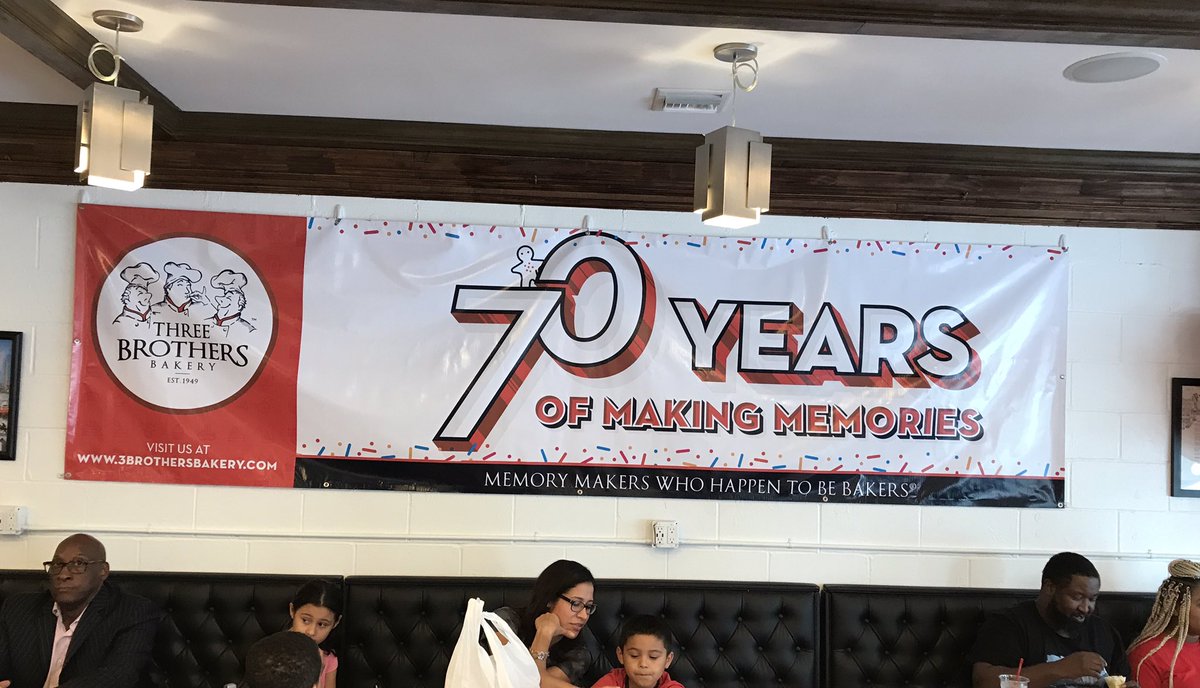 THREE
BROTHERS
BAKERY
EST. 1949
VISIT US AT
WWW.3BROTHERSBAKERY.COM
70 YEARS
OF MAKING MEMORIES
MEMORY MAKERS WHO HAPPEN TO BE BAKERS®